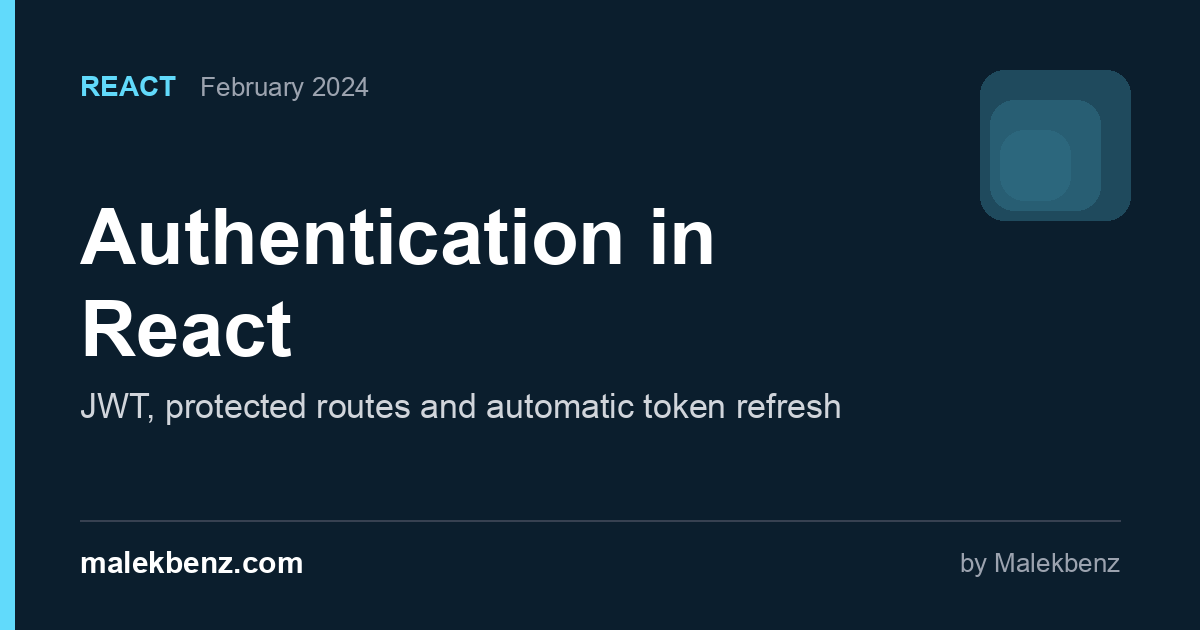 REACT February 2024
Authentication in
React
JWT, protected routes and automatic token refresh
malekbenz.com
by Malekbenz